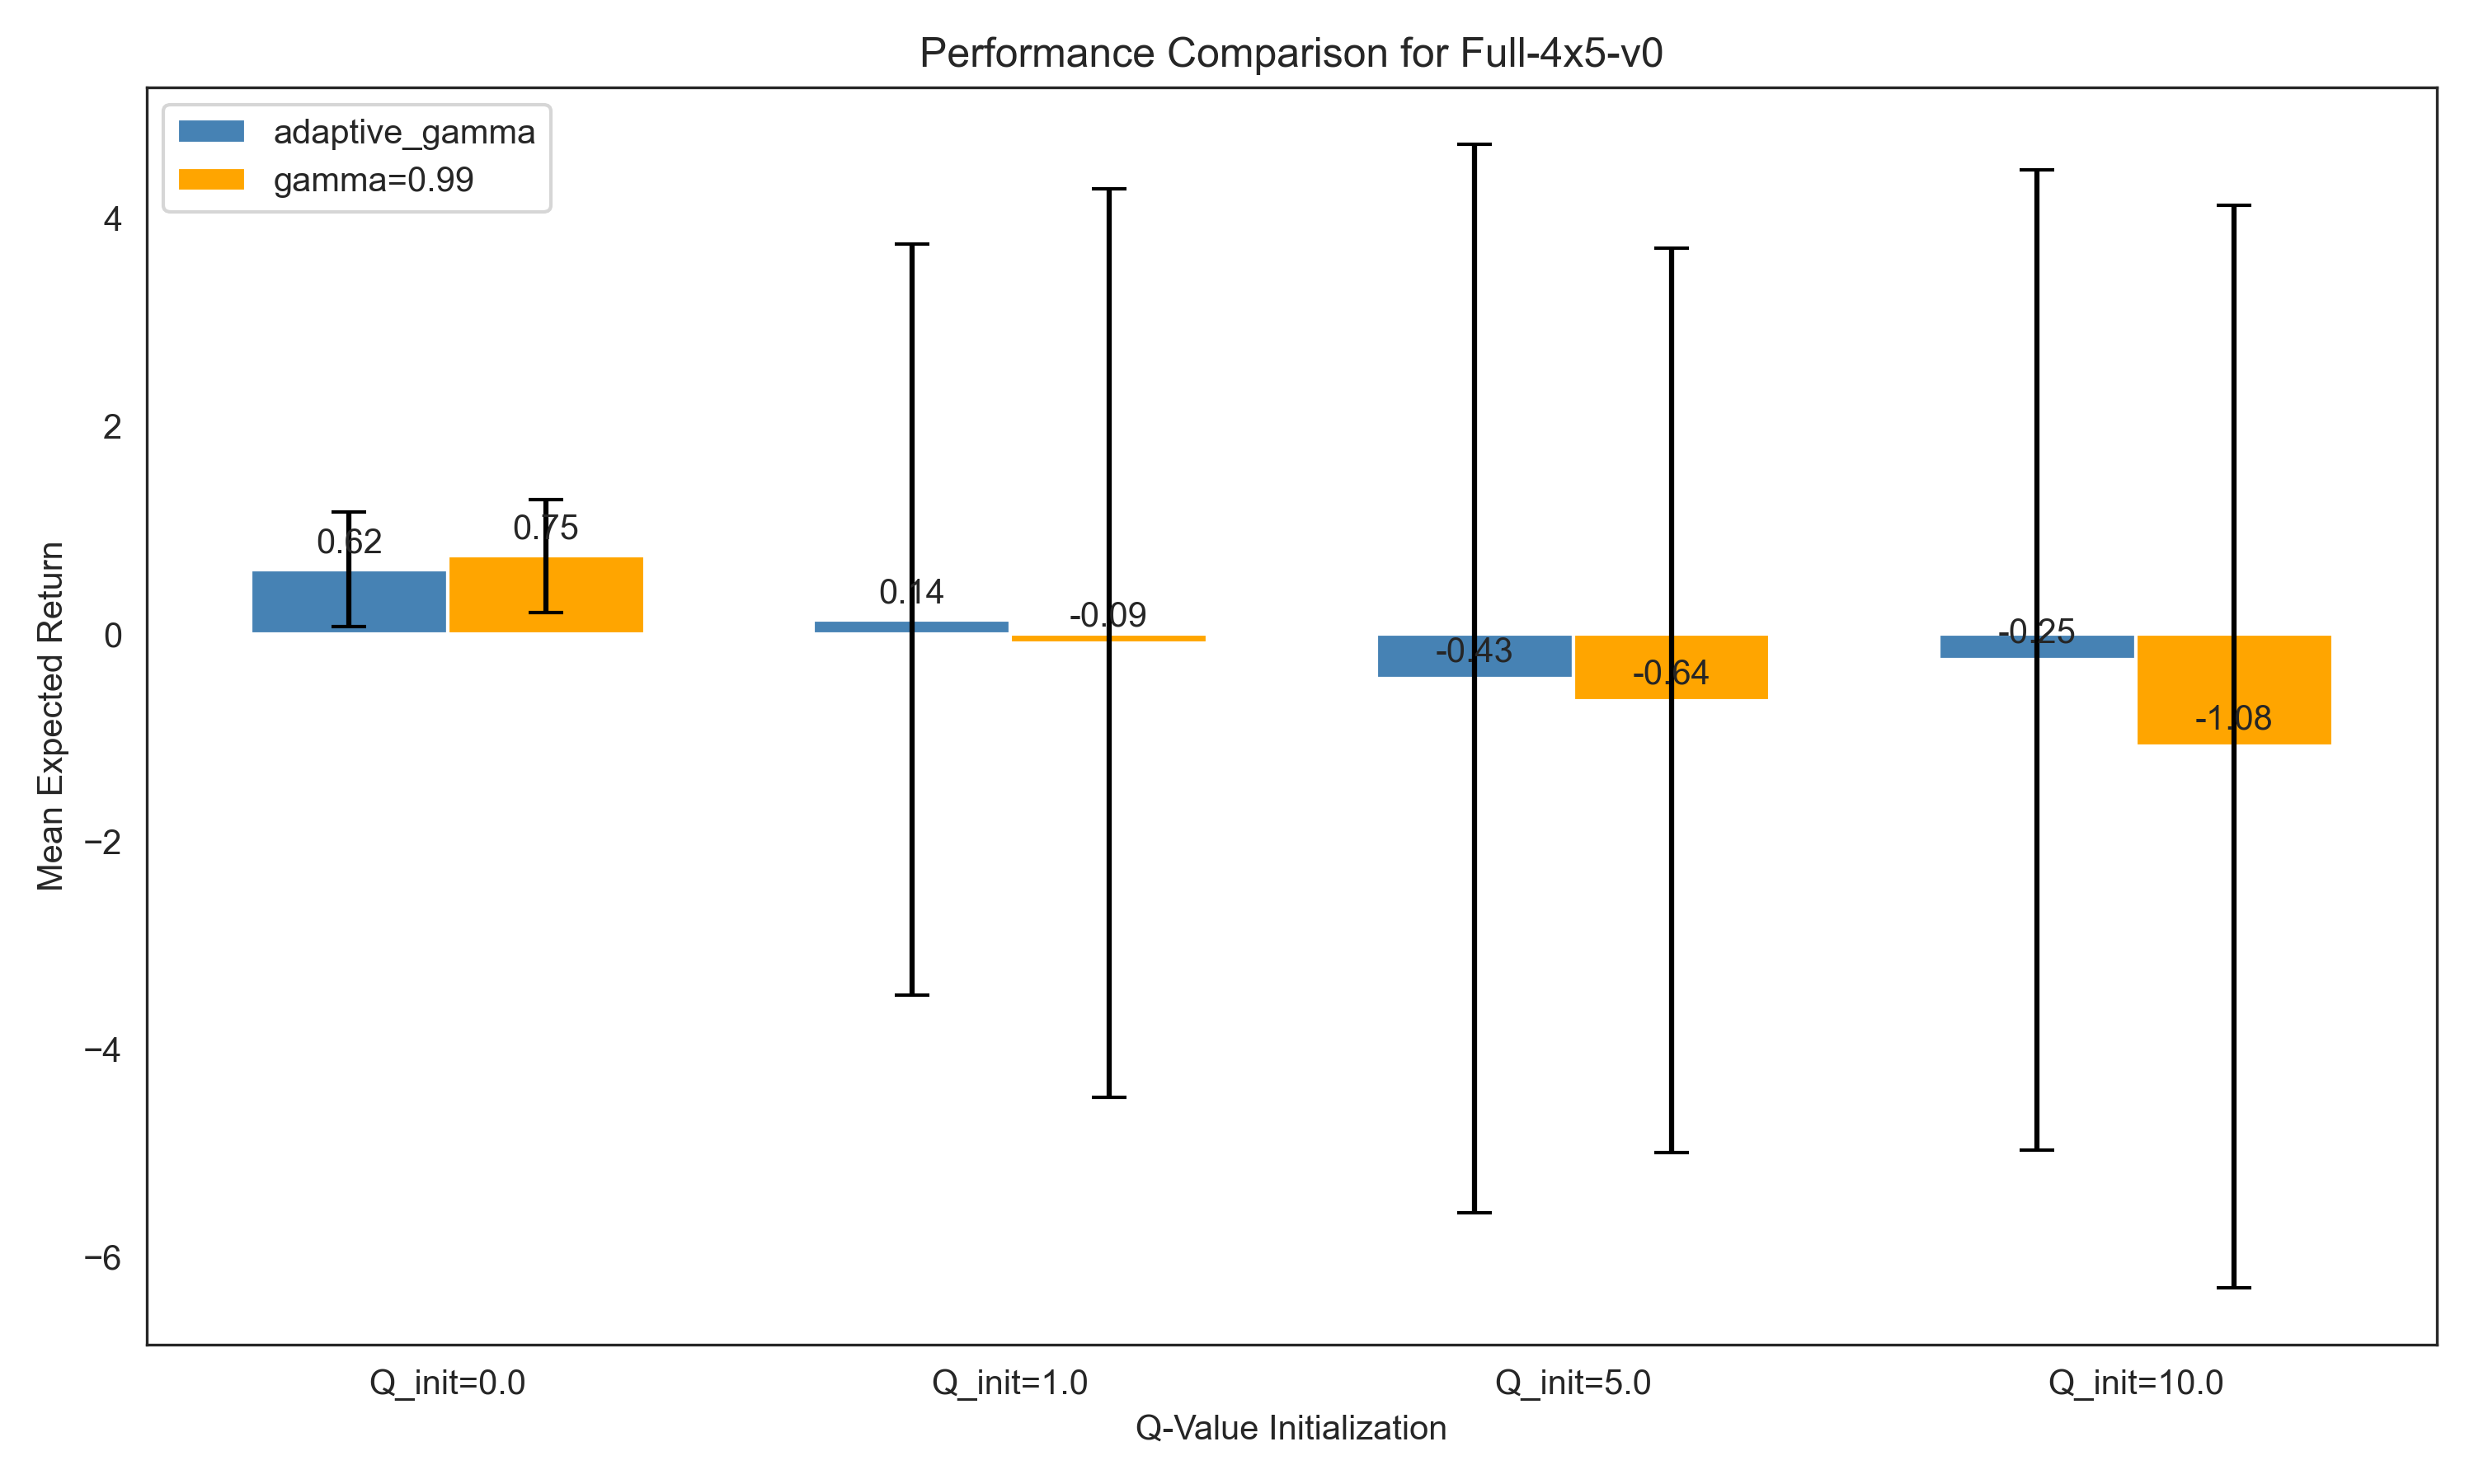 Performance Comparison for Full-4x5-v0
adaptive_gamma
gamma=0.99
Mean Expected Return
4
2
0
−2
−4
−6
0.62
0.75
0.14
-0.09
-0.43
-0.64
-0.25
-1.08
Q_init=0.0
Q_init=1.0
Q_init=5.0
Q_init=10.0
Q-Value Initialization